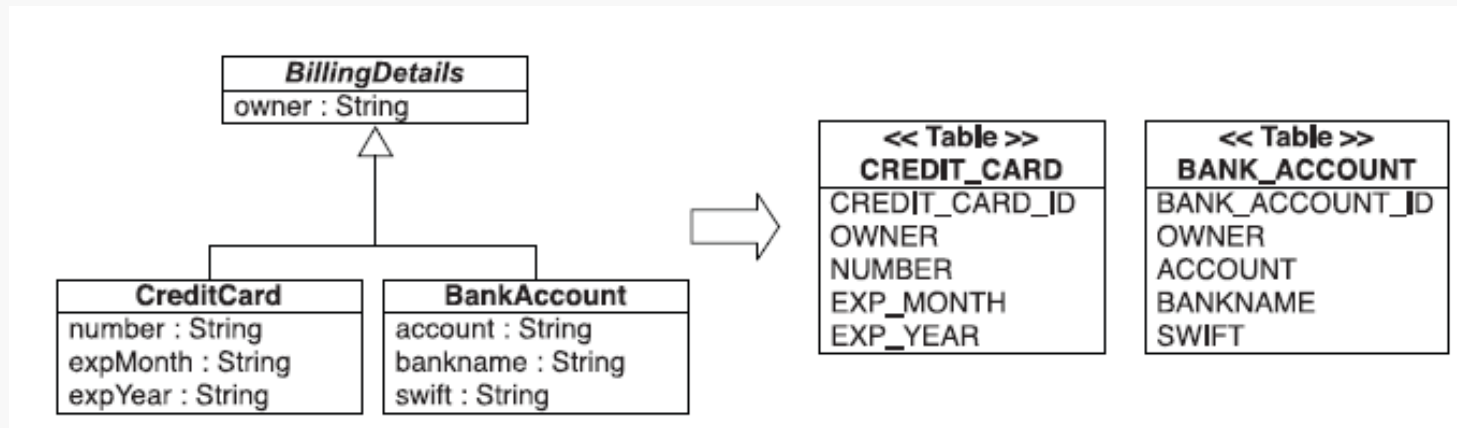 BillingDetails
owner : String
CreditCard
number : String
expMonth : String
expYear : String
BankAccount
account : String
bankname : String
swift : String
<< Table >>
CREDIT_CARD
CREDIT_CARD_ID
OWNER
NUMBER
EXP_MONTH
EXP_YEAR
<< Table >>
BANK_ACCOUNT
BANK_ACCOUNT_ID
OWNER
ACCOUNT
BANKNAME
SWIFT